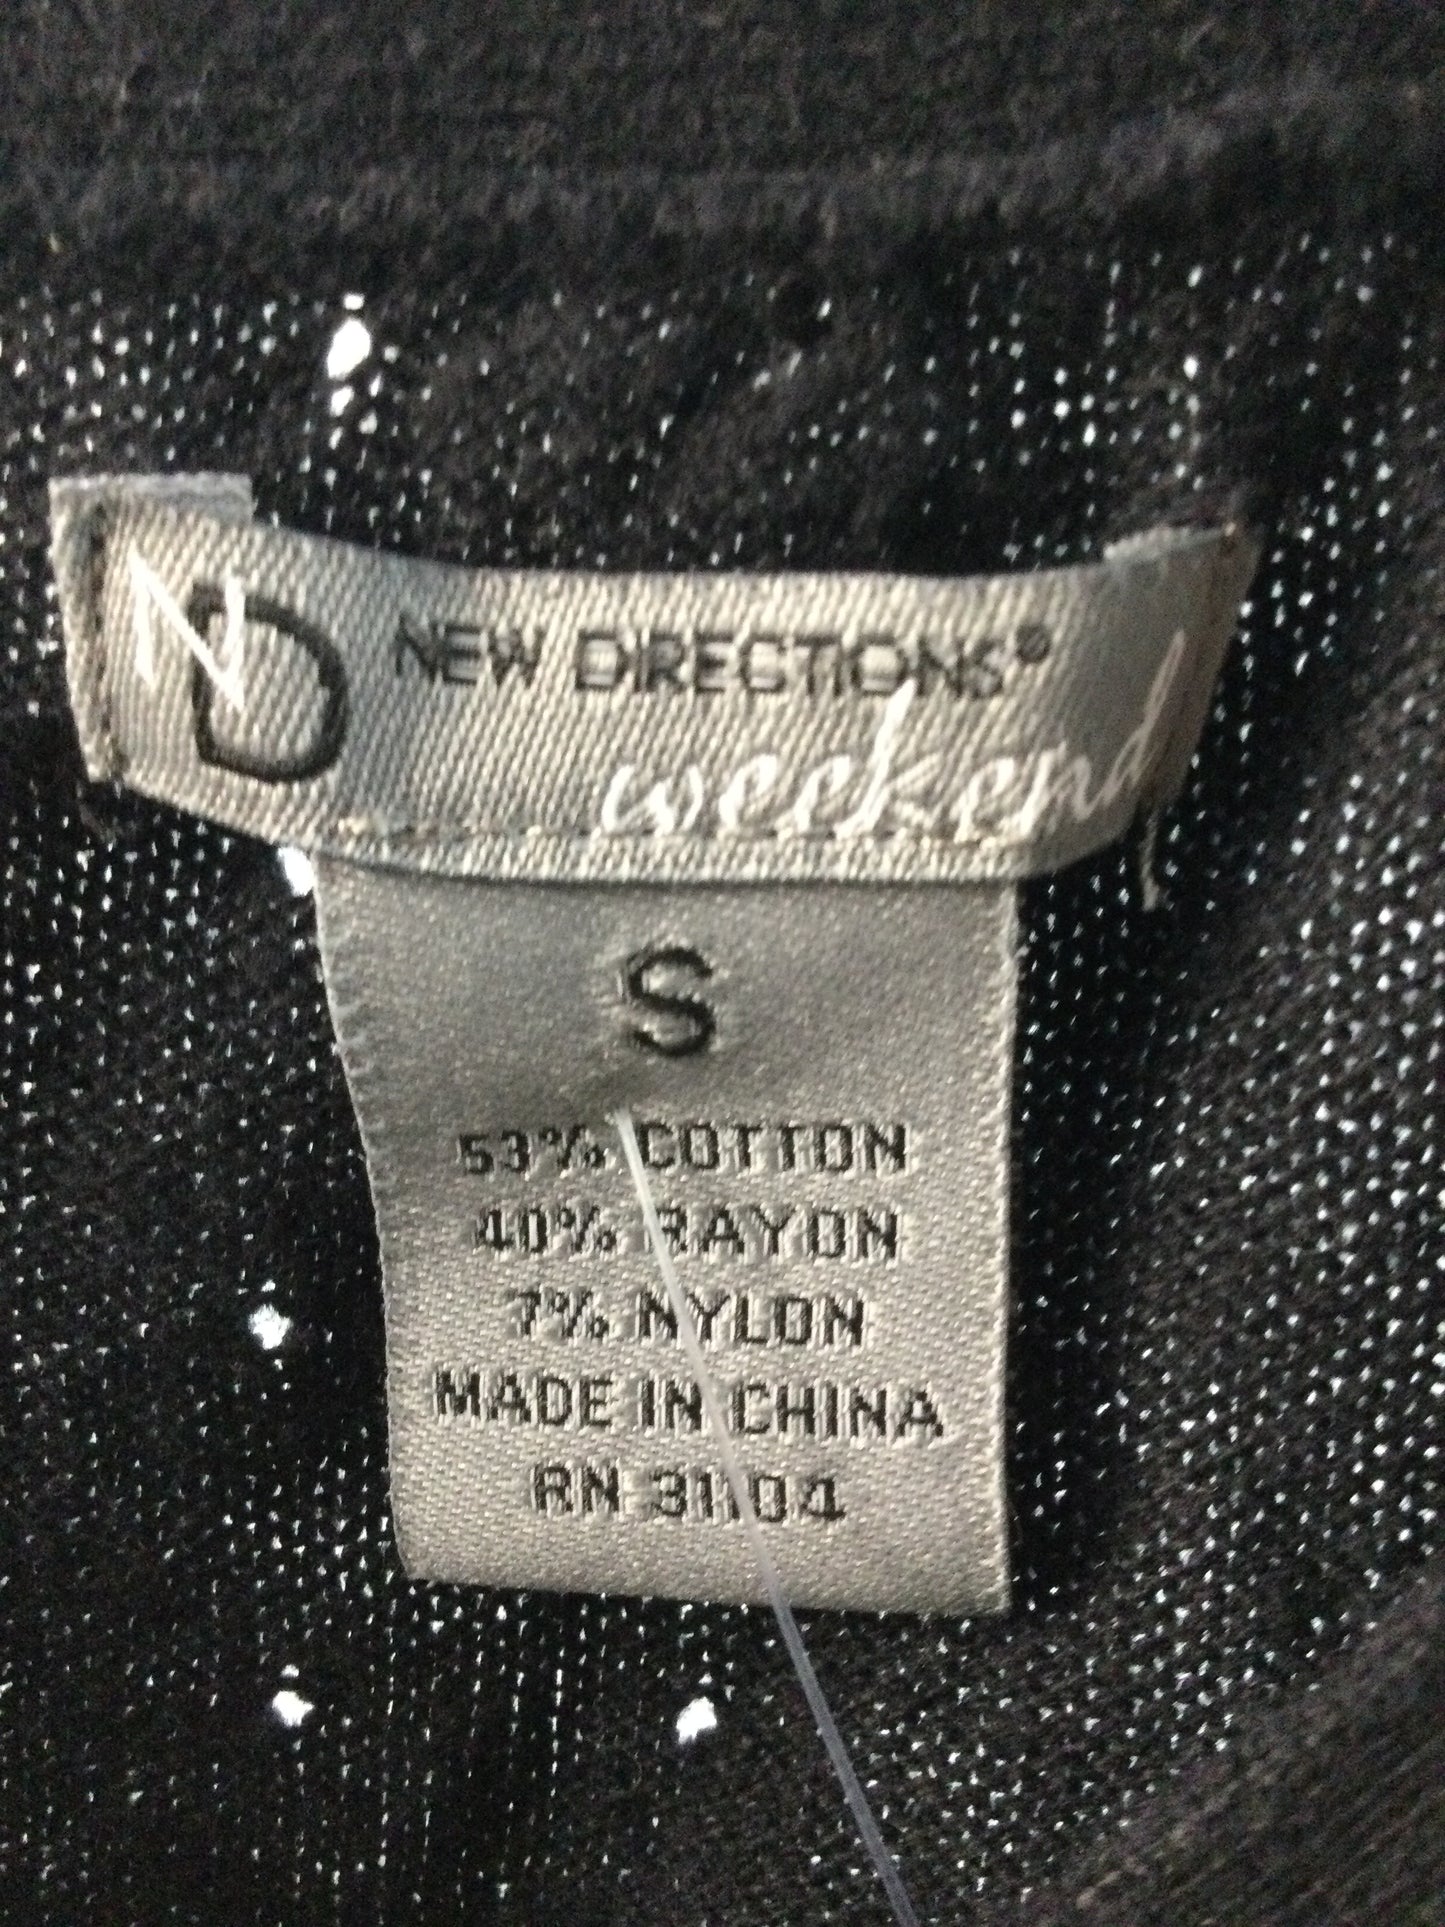 ND NEW DIRECTIONS®
weekend
S
53% COTTON
40% RAYON
7% NYLON
MADE IN CHINA
RN 31104